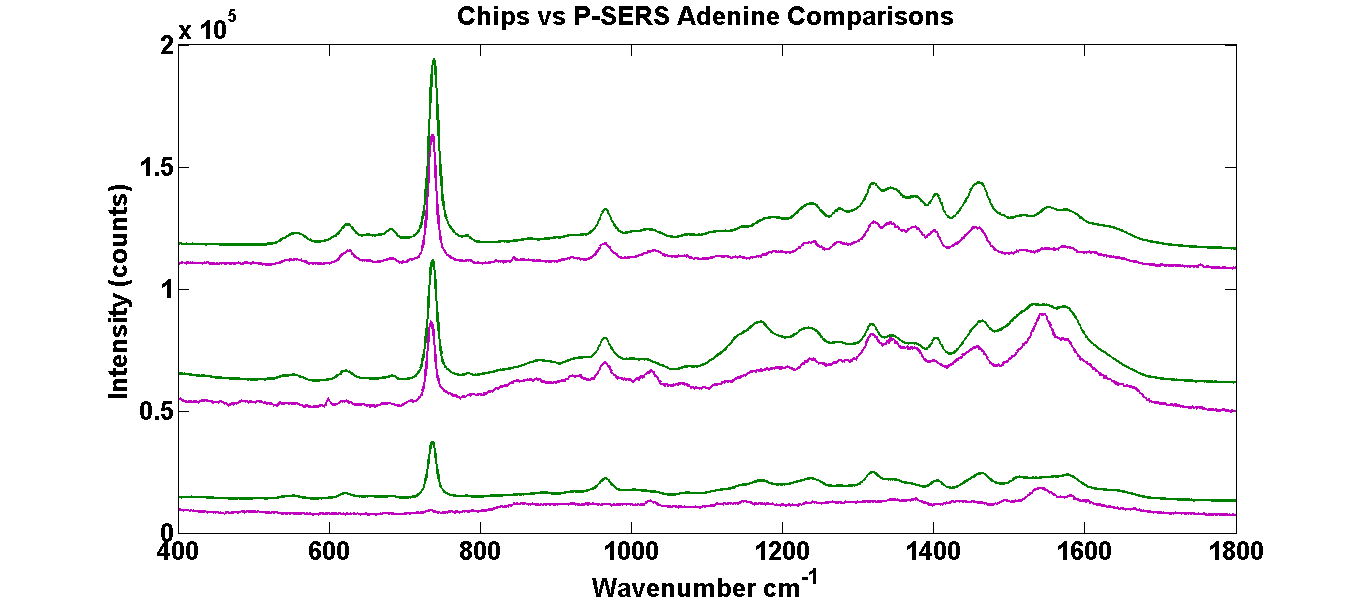 Chips vs P-SERS Adenine Comparisons
x 10^5
2
1.5
1
0.5
0
Intensity (counts)
400 600 800 1000 1200 1400 1600 1800
Wavenumber cm^-1